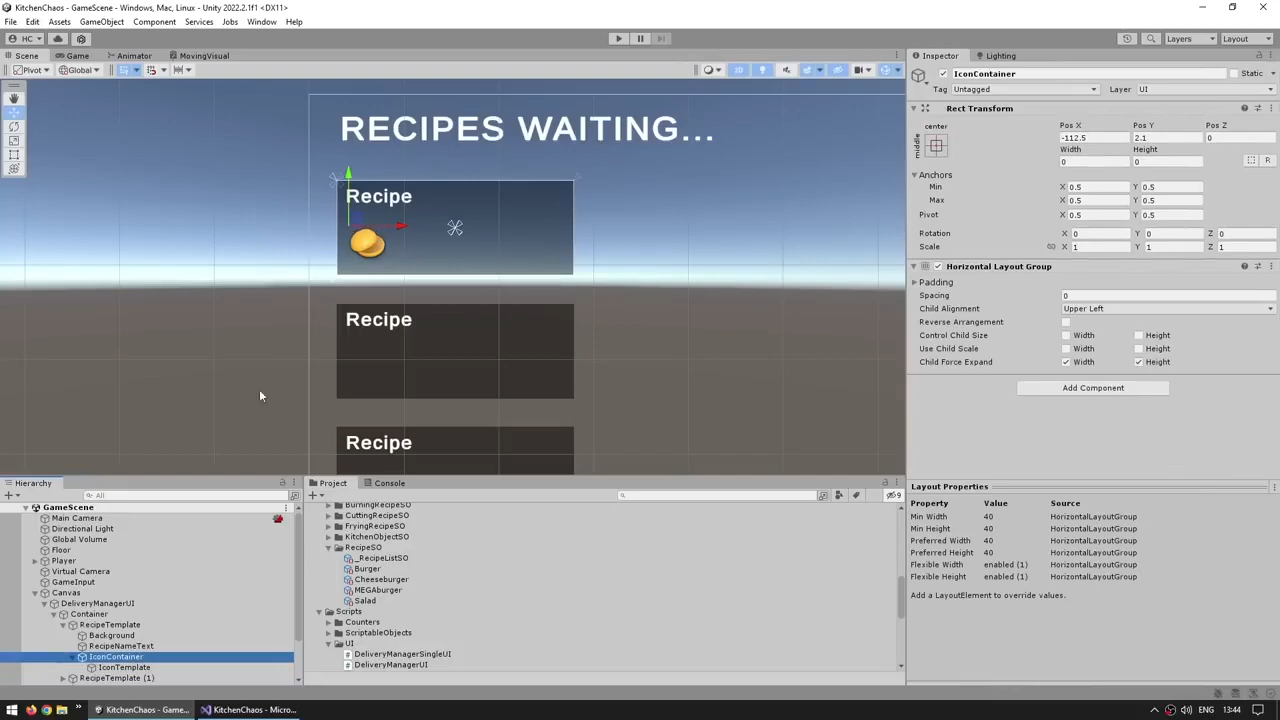 KitchenChaos - GameScene - Windows, Mac, Linux - Unity 2022.2.1f1 <DX11>
File Edit Assets GameObject Component Services Jobs Window Help
HC Layers Layout
Scene Game Animator MovingVisual
Pivot Global 2D
RECIPES WAITING...
Recipe
Recipe
Recipe
Inspector Lighting
IconContainer Static
Tag Untagged Layer UI
Rect Transform
center
middle
Pos X Pos Y Pos Z
-112.5 2.1 0
Width Height
0 0 R
Anchors
Min X 0.5 Y 0.5
Max X 0.5 Y 0.5
Pivot X 0.5 Y 0.5
Rotation X 0 Y 0 Z 0
Scale X 1 Y 1 Z 1
Horizontal Layout Group
Padding
Spacing 0
Child Alignment Upper Left
Reverse Arrangement
Control Child Size Width Height
Use Child Scale Width Height
Child Force Expand Width Height
Add Component
Layout Properties
Property Value Source
Min Width 40 HorizontalLayoutGroup
Min Height 40 HorizontalLayoutGroup
Preferred Width 40 HorizontalLayoutGroup
Preferred Height 40 HorizontalLayoutGroup
Flexible Width enabled (1) HorizontalLayoutGroup
Flexible Height enabled (1) HorizontalLayoutGroup
Add a LayoutElement to override values.
Hierarchy
All
GameScene
Main Camera
Directional Light
Global Volume
Floor
Player
Virtual Camera
GameInput
Canvas
DeliveryManagerUI
Container
RecipeTemplate
Background
RecipeNameText
IconContainer
IconTemplate
RecipeTemplate (1)
Project Console
9
BurningRecipeSO
CuttingRecipeSO
FryingRecipeSO
KitchenObjectSO
RecipeSO
_RecipeListSO
Burger
Cheeseburger
MEGAburger
Salad
Scripts
Counters
ScriptableObjects
UI
DeliveryManagerSingleUI
DeliveryManagerUI
KitchenChaos - Game... KitchenChaos - Micro... ENG 13:44